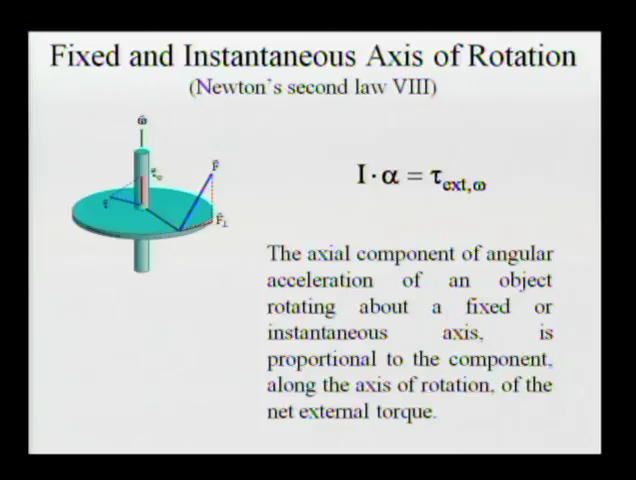 Fixed and Instantaneous Axis of Rotation
(Newton's second law VIII)
I · α = τext,ω
The axial component of angular
acceleration of an object
rotating about a fixed or
instantaneous axis, is
proportional to the component,
along the axis of rotation, of the
net external torque.